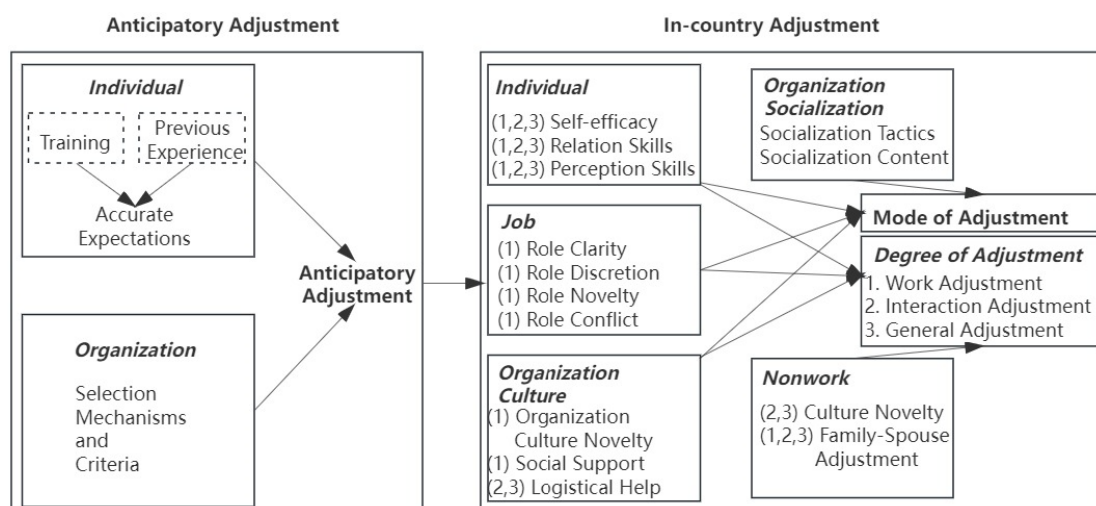 Anticipatory Adjustment
Individual
Training
Previous
Experience
Accurate
Expectations
Anticipatory
Adjustment
Organization
Selection
Mechanisms
and
Criteria
In-country Adjustment
Individual
(1,2,3) Self-efficacy
(1,2,3) Relation Skills
(1,2,3) Perception Skills
Job
(1) Role Clarity
(1) Role Discretion
(1) Role Novelty
(1) Role Conflict
Organization
Culture
(1) Organization
Culture Novelty
(1) Social Support
(2,3) Logistical Help
Organization
Socialization
Socialization Tactics
Socialization Content
Mode of Adjustment
Degree of Adjustment
1. Work Adjustment
2. Interaction Adjustment
3. General Adjustment
Nonwork
(2,3) Culture Novelty
(1,2,3) Family-Spouse
Adjustment